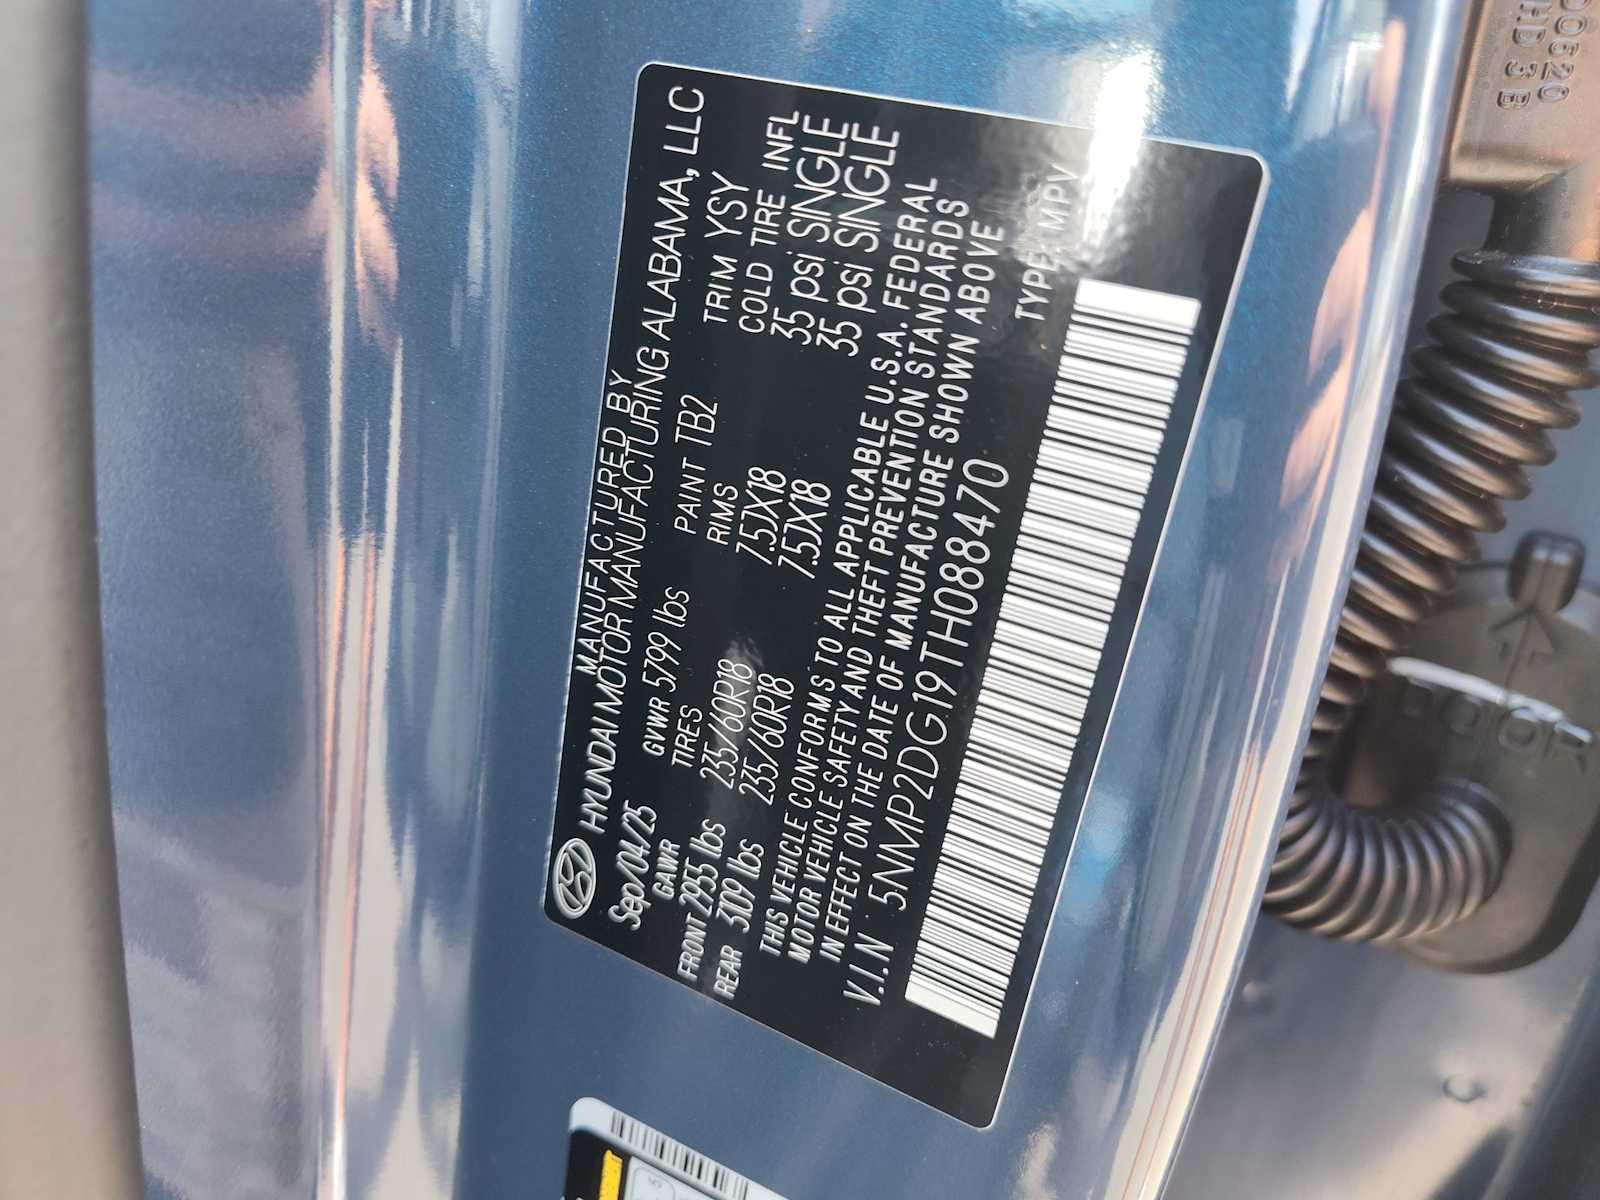 MANUFACTURED BY
HYUNDAI MOTOR MANUFACTURING ALABAMA, LLC
Sep/04/25 GVWR 5799 lbs PAINT TB2 TRIM YSY
GAWR TIRES RIMS COLD TIRE INFL
FRONT 2955 lbs 235/60R18 7.5JX18 35 psi SINGLE
REAR 3109 lbs 235/60R18 7.5JX18 35 psi SINGLE
THIS VEHICLE CONFORMS TO ALL APPLICABLE U.S.A. FEDERAL
MOTOR VEHICLE SAFETY AND THEFT PREVENTION STANDARDS
IN EFFECT ON THE DATE OF MANUFACTURE SHOWN ABOVE
V.I.N 5NMP2DG19TH088470 TYPE: MPV
DOOR
HD 3B